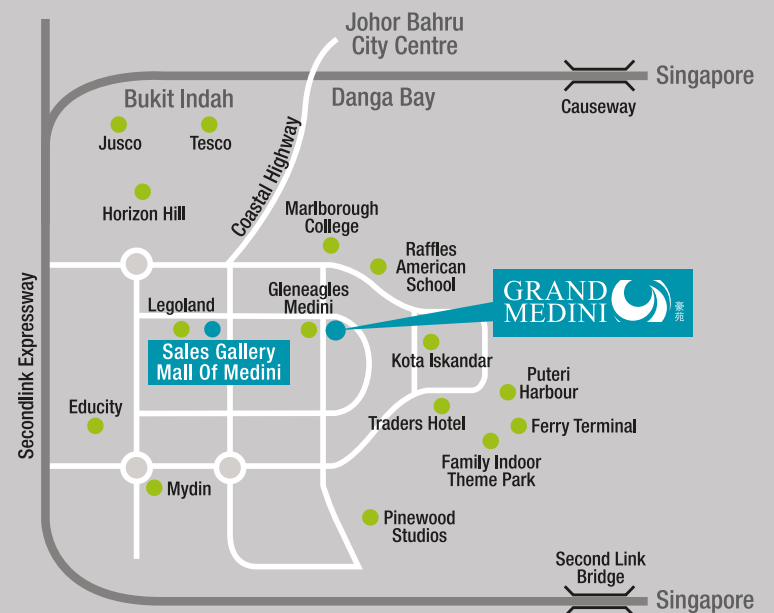 Johor Bahru
City Centre
Singapore
Bukit Indah
Danga Bay
Causeway
Jusco
Tesco
Coastal Highway
Horizon Hill
Marlborough
College
Raffles
American
School
Secondlink Expressway
Legoland
Gleneagles
Medini
GRAND
MEDINI
豪苑
Sales Gallery
Mall Of Medini
Kota Iskandar
Puteri
Harbour
Educity
Traders Hotel
Ferry Terminal
Family Indoor
Theme Park
Mydin
Pinewood
Studios
Second Link
Bridge
Singapore